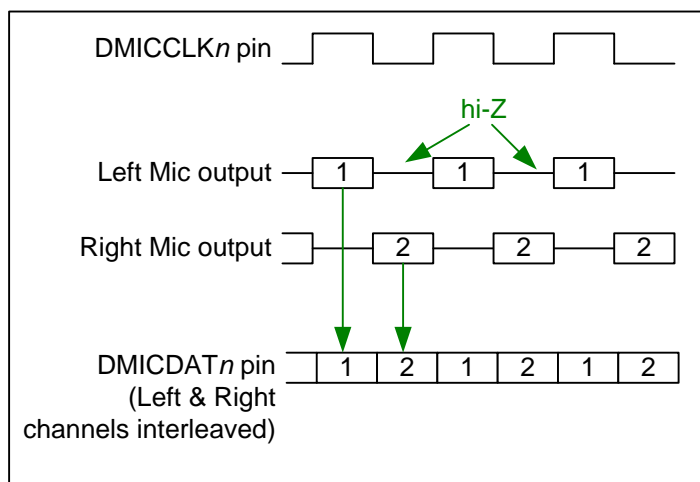 DMICCLKn pin
hi-Z
Left Mic output
1 1 1
Right Mic output
2 2 2
DMICDATn pin
1 2 1 2 1 2
(Left & Right
channels interleaved)